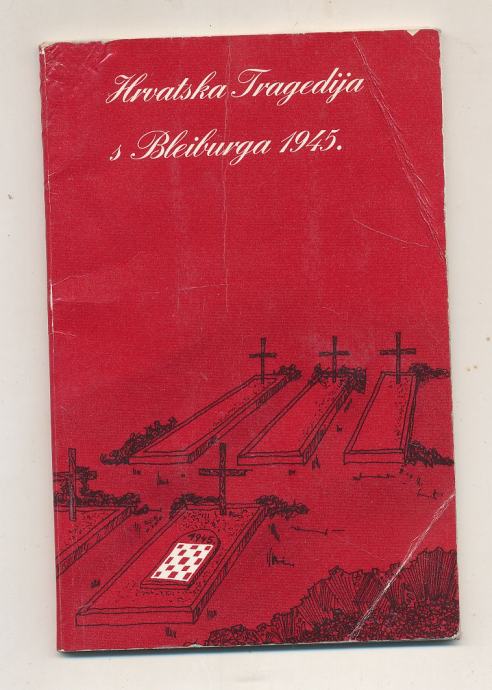 Hrvatska Tragedija
s Bleiburga 1945.
1945